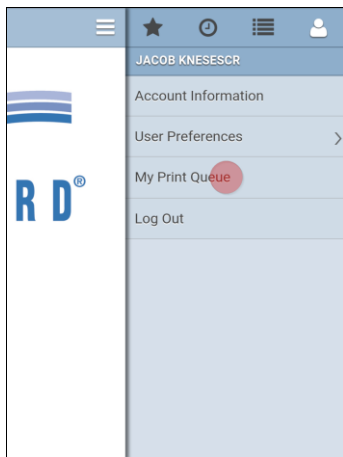 JACOB KNESESCR
Account Information
User Preferences
My Print Queue
Log Out
R D®